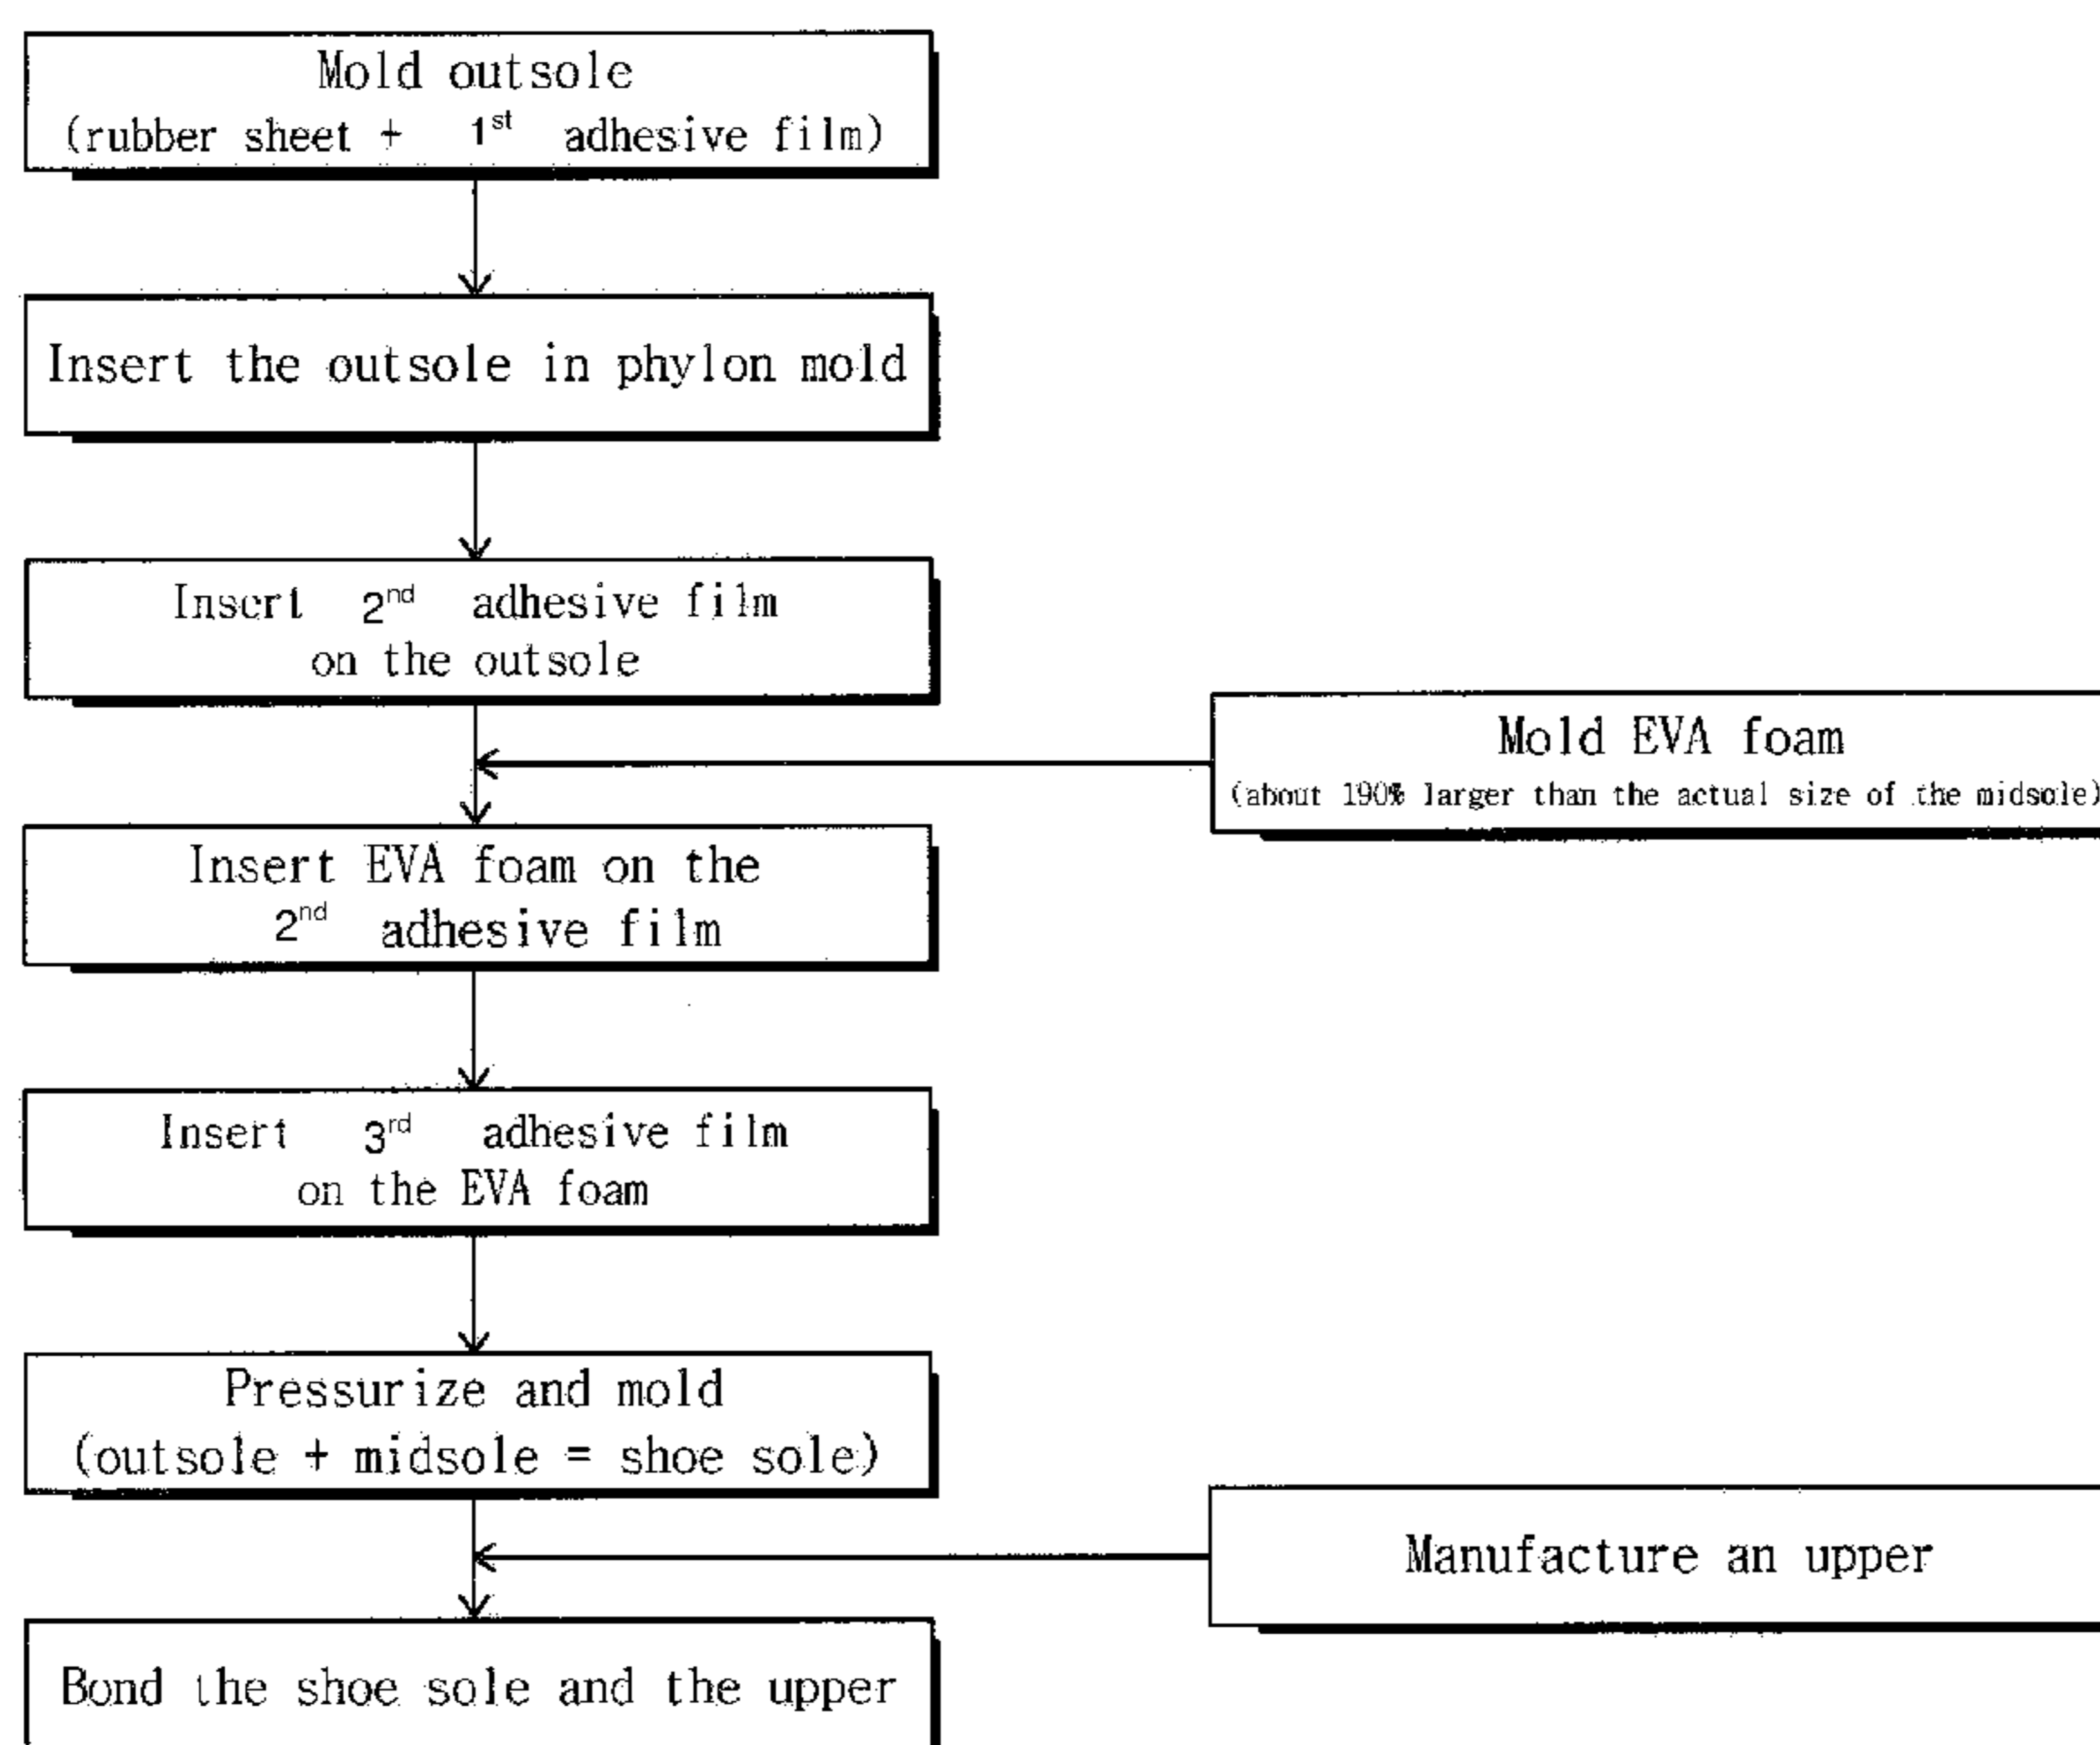 Mold outsole
(rubber sheet + 1st adhesive film)
Insert the outsole in phylon mold
Insert 2nd adhesive film
on the outsole
Mold EVA foam
(about 190% larger than the actual size of the midsole)
Insert EVA foam on the
2nd adhesive film
Insert 3rd adhesive film
on the EVA foam
Pressurize and mold
(outsole + midsole = shoe sole)
Manufacture an upper
Bond the shoe sole and the upper